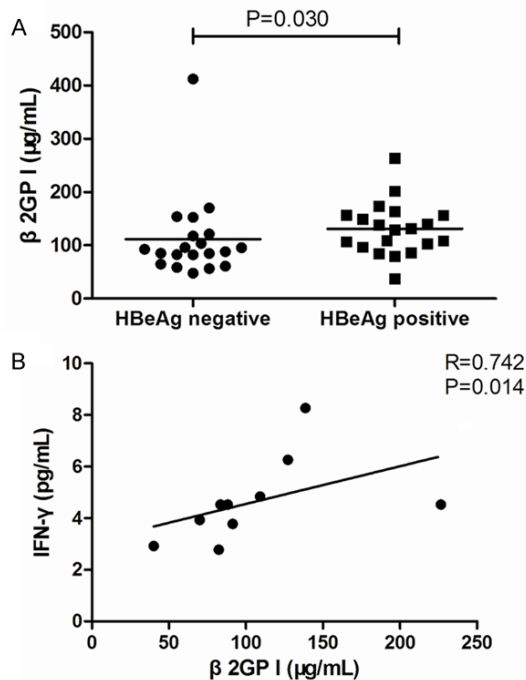 A
P=0.030
β 2GP I (μg/mL)
500
400
300
200
100
0
HBeAg negative
HBeAg positive
B
R=0.742
P=0.014
IFN-γ (pg/mL)
10
8
6
4
2
0
0
50
100
150
200
250
β 2GP I (μg/mL)